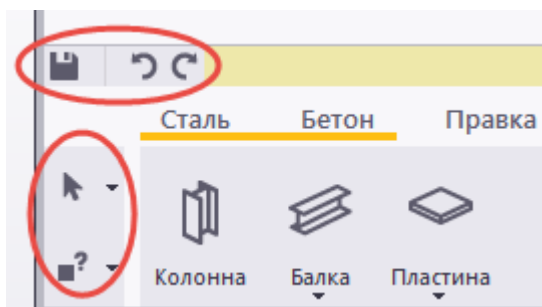 Сталь Бетон Правка
?
Колонна Балка Пластина